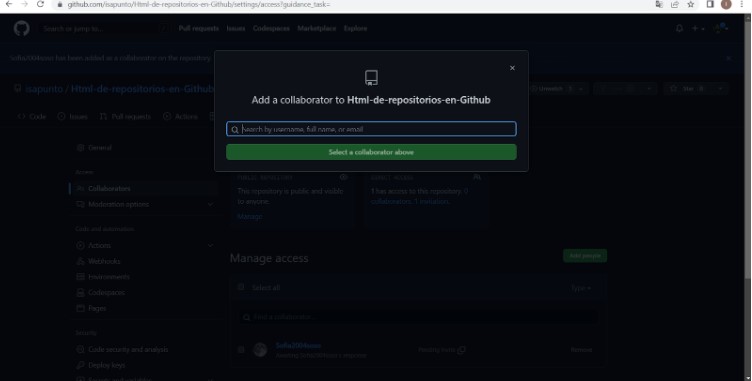 github.com/isapunto/Html-de-repositorios-en-Github/settings/access?guidance_task=
Search or jump to...
Pull requests Issues Codespaces Marketplace Explore
has been added as a collaborator on the repository.
isapunto / Html-de-repositorios-en-Github
Star 0
Code Issues Pull requests Actions
Add a collaborator to Html-de-repositorios-en-Github
Search by username, full name, or email
Select a collaborator above
General
Access
Collaborators
Moderation options
Code and automation
Actions
Webhooks
Environments
Codespaces
Pages
Security
Code security and analysis
Deploy keys
This repository is public and visible
to anyone.
Manage
1 has access to this repository. 1
collaborator. 1 invitation.
Manage access
Add people
Select all
Type
Find a collaborator...
Pending Invite
Remove